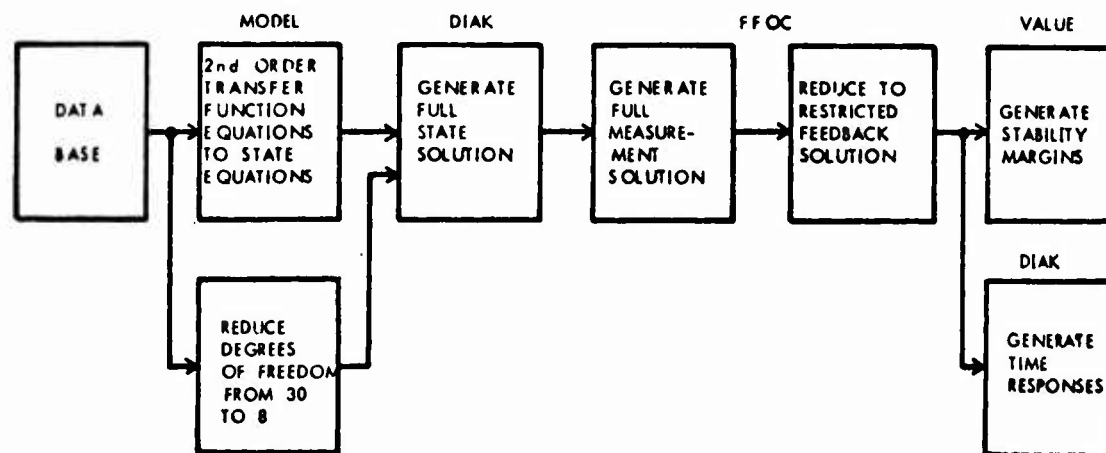 MODEL
DIAK
FFOC
VALUE
DATA
BASE
2nd ORDER
TRANSFER
FUNCTION
EQUATIONS
TO STATE
EQUATIONS
GENERATE
FULL
STATE
SOLUTION
GENERATE
FULL
MEASURE-
MENT
SOLUTION
REDUCE TO
RESTRICTED
FEEDBACK
SOLUTION
GENERATE
STABILITY
MARGINS
REDUCE
DEGREES
OF FREEDOM
FROM 30
TO 8
DIAK
GENERATE
TIME
RESPONSES